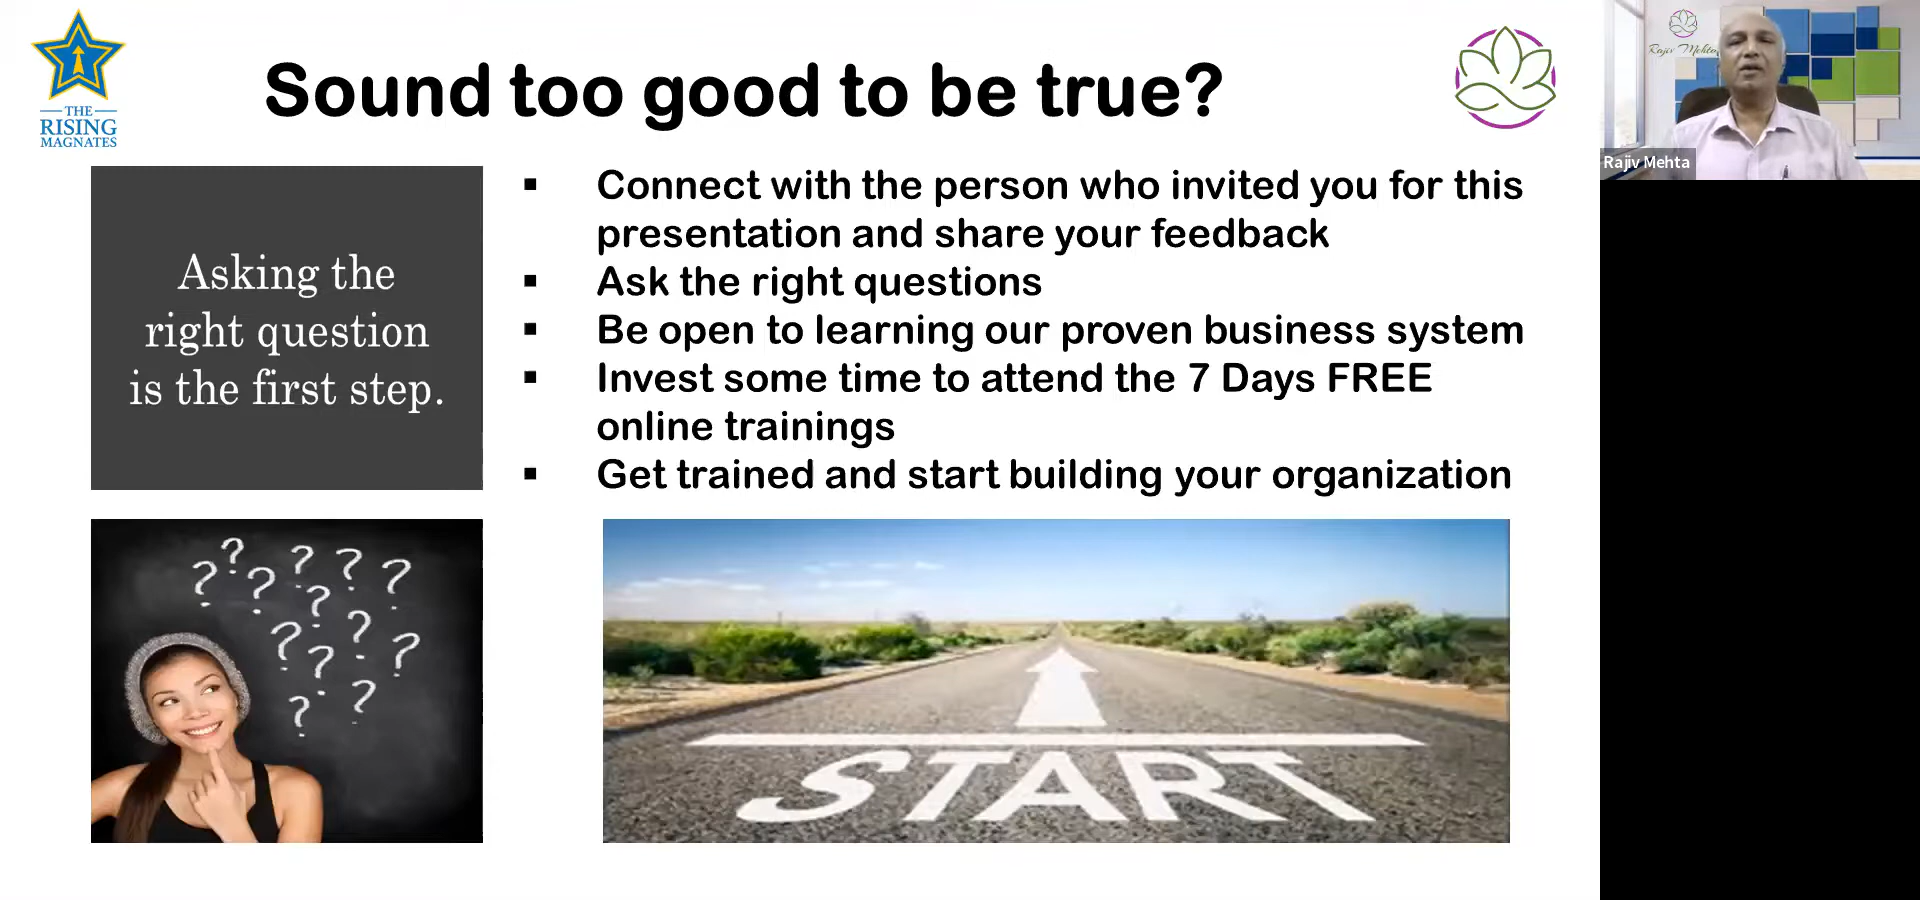 THE
RISING
MAGNATES
Sound too good to be true?
Rajiv Mehta
Rajiv Mehta
Asking the
right question
is the first step.
▪ Connect with the person who invited you for this
presentation and share your feedback
▪ Ask the right questions
▪ Be open to learning our proven business system
▪ Invest some time to attend the 7 Days FREE
online trainings
▪ Get trained and start building your organization
? ? ? ? ? ? ? ? ? ? ? ? ? ?
START